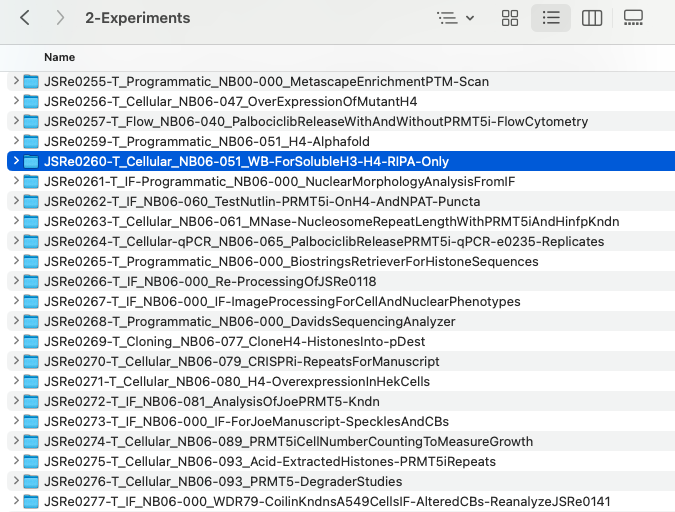 2-Experiments
Name
JSRe0255-T_Programmatic_NB00-000_MetascapeEnrichmentPTM-Scan
JSRe0256-T_Cellular_NB06-047_OverExpressionOfMutantH4
JSRe0257-T_Flow_NB06-040_PalbociclibReleaseWithAndWithoutPRMT5i-FlowCytometry
JSRe0259-T_Programmatic_NB06-051_H4-Alphafold
JSRe0260-T_Cellular_NB06-051_WB-ForSolubleH3-H4-RIPA-Only
JSRe0261-T_IF-Programmatic_NB06-000_NuclearMorphologyAnalysisFromIF
JSRe0262-T_IF_NB06-060_TestNutlin-PRMT5i-OnH4-AndNPAT-Puncta
JSRe0263-T_Cellular_NB06-061_MNase-NucleosomeRepeatLengthWithPRMT5iAndHinfpKndn
JSRe0264-T_Cellular-qPCR_NB06-065_PalbociclibReleasePRMT5i-qPCR-e0235-Replicates
JSRe0265-T_Programmatic_NB06-000_BiostringsRetrieverForHistoneSequences
JSRe0266-T_IF_NB06-000_Re-ProcessingOfJSRe0118
JSRe0267-T_IF_NB06-000_IF-ImageProcessingForCellAndNuclearPhenotypes
JSRe0268-T_Programmatic_NB06-000_DavidsSequencingAnalyzer
JSRe0269-T_Cloning_NB06-077_CloneH4-HistonesInto-pDest
JSRe0270-T_Cellular_NB06-079_CRISPRi-RepeatsForManuscript
JSRe0271-T_Cellular_NB06-080_H4-OverexpressionInHekCells
JSRe0272-T_IF_NB06-081_AnalysisOfJoePRMT5-Kndn
JSRe0273-T_IF_NB06-000_IF-ForJoeManuscript-SpecklesAndCBs
JSRe0274-T_Cellular_NB06-089_PRMT5iCellNumberCountingToMeasureGrowth
JSRe0275-T_Cellular_NB06-093_Acid-ExtractedHistones-PRMT5iRepeats
JSRe0276-T_Cellular_NB06-093_PRMT5-DegraderStudies
JSRe0277-T_IF_NB06-000_WDR79-CoilinKndnsA549CellsIF-AlteredCBs-ReanalyzeJSRe0141